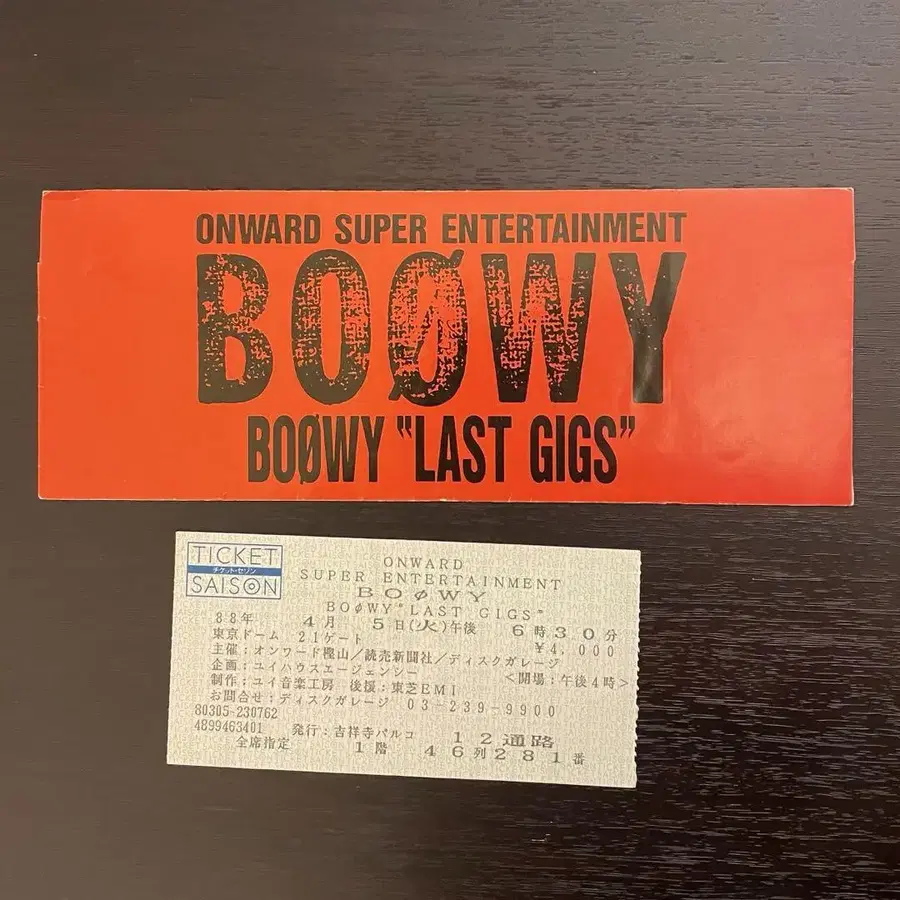 ONWARD SUPER ENTERTAINMENT
BOØWY
BOØWY "LAST GIGS"
TICKET
チケット・セゾン
SAISON
ONWARD
SUPER ENTERTAINMENT
BOφWY
BOφWY"LAST GIGS"
88年 4月 5日(火)午後 6時30分
東京ドーム 21ゲート ¥4,000
主催:オンワード樫山/読売新聞社/ディスクガレージ
企画:ユイハウスエージェンシー <開場:午後4時>
制作:ユイ音楽工房 後援:東芝EMI
お問合せ:ディスクガレージ 03-239-9900
80305-230762
4899463401 発行:吉祥寺パルコ 12通路
全席指定 1階 46列281番